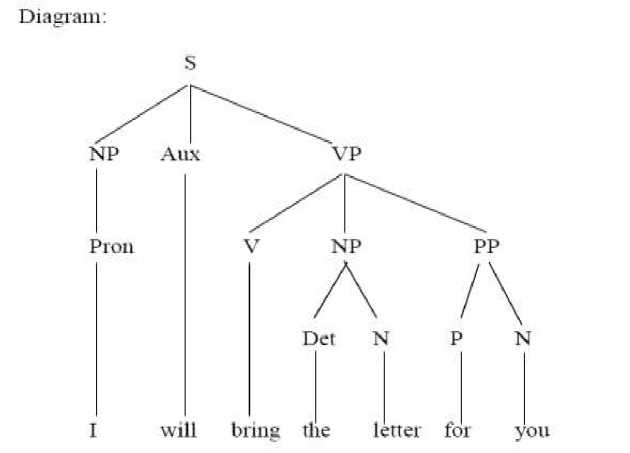 Diagram:
S
NP Aux VP
Pron V NP PP
Det N P N
I will bring the letter for you